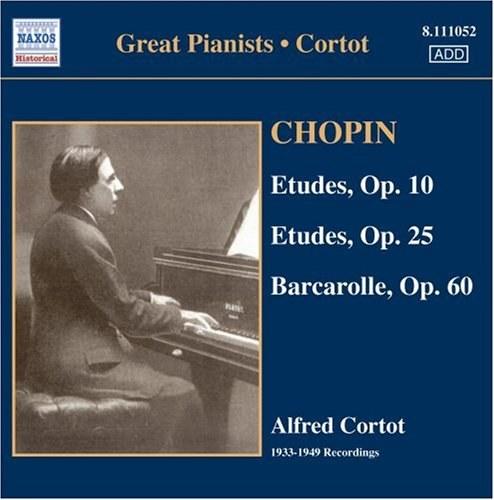 NAXOS
Historical
Great Pianists • Cortot
8.111052
ADD
CHOPIN
Etudes, Op. 10
Etudes, Op. 25
Barcarolle, Op. 60
Alfred Cortot
1933-1949 Recordings